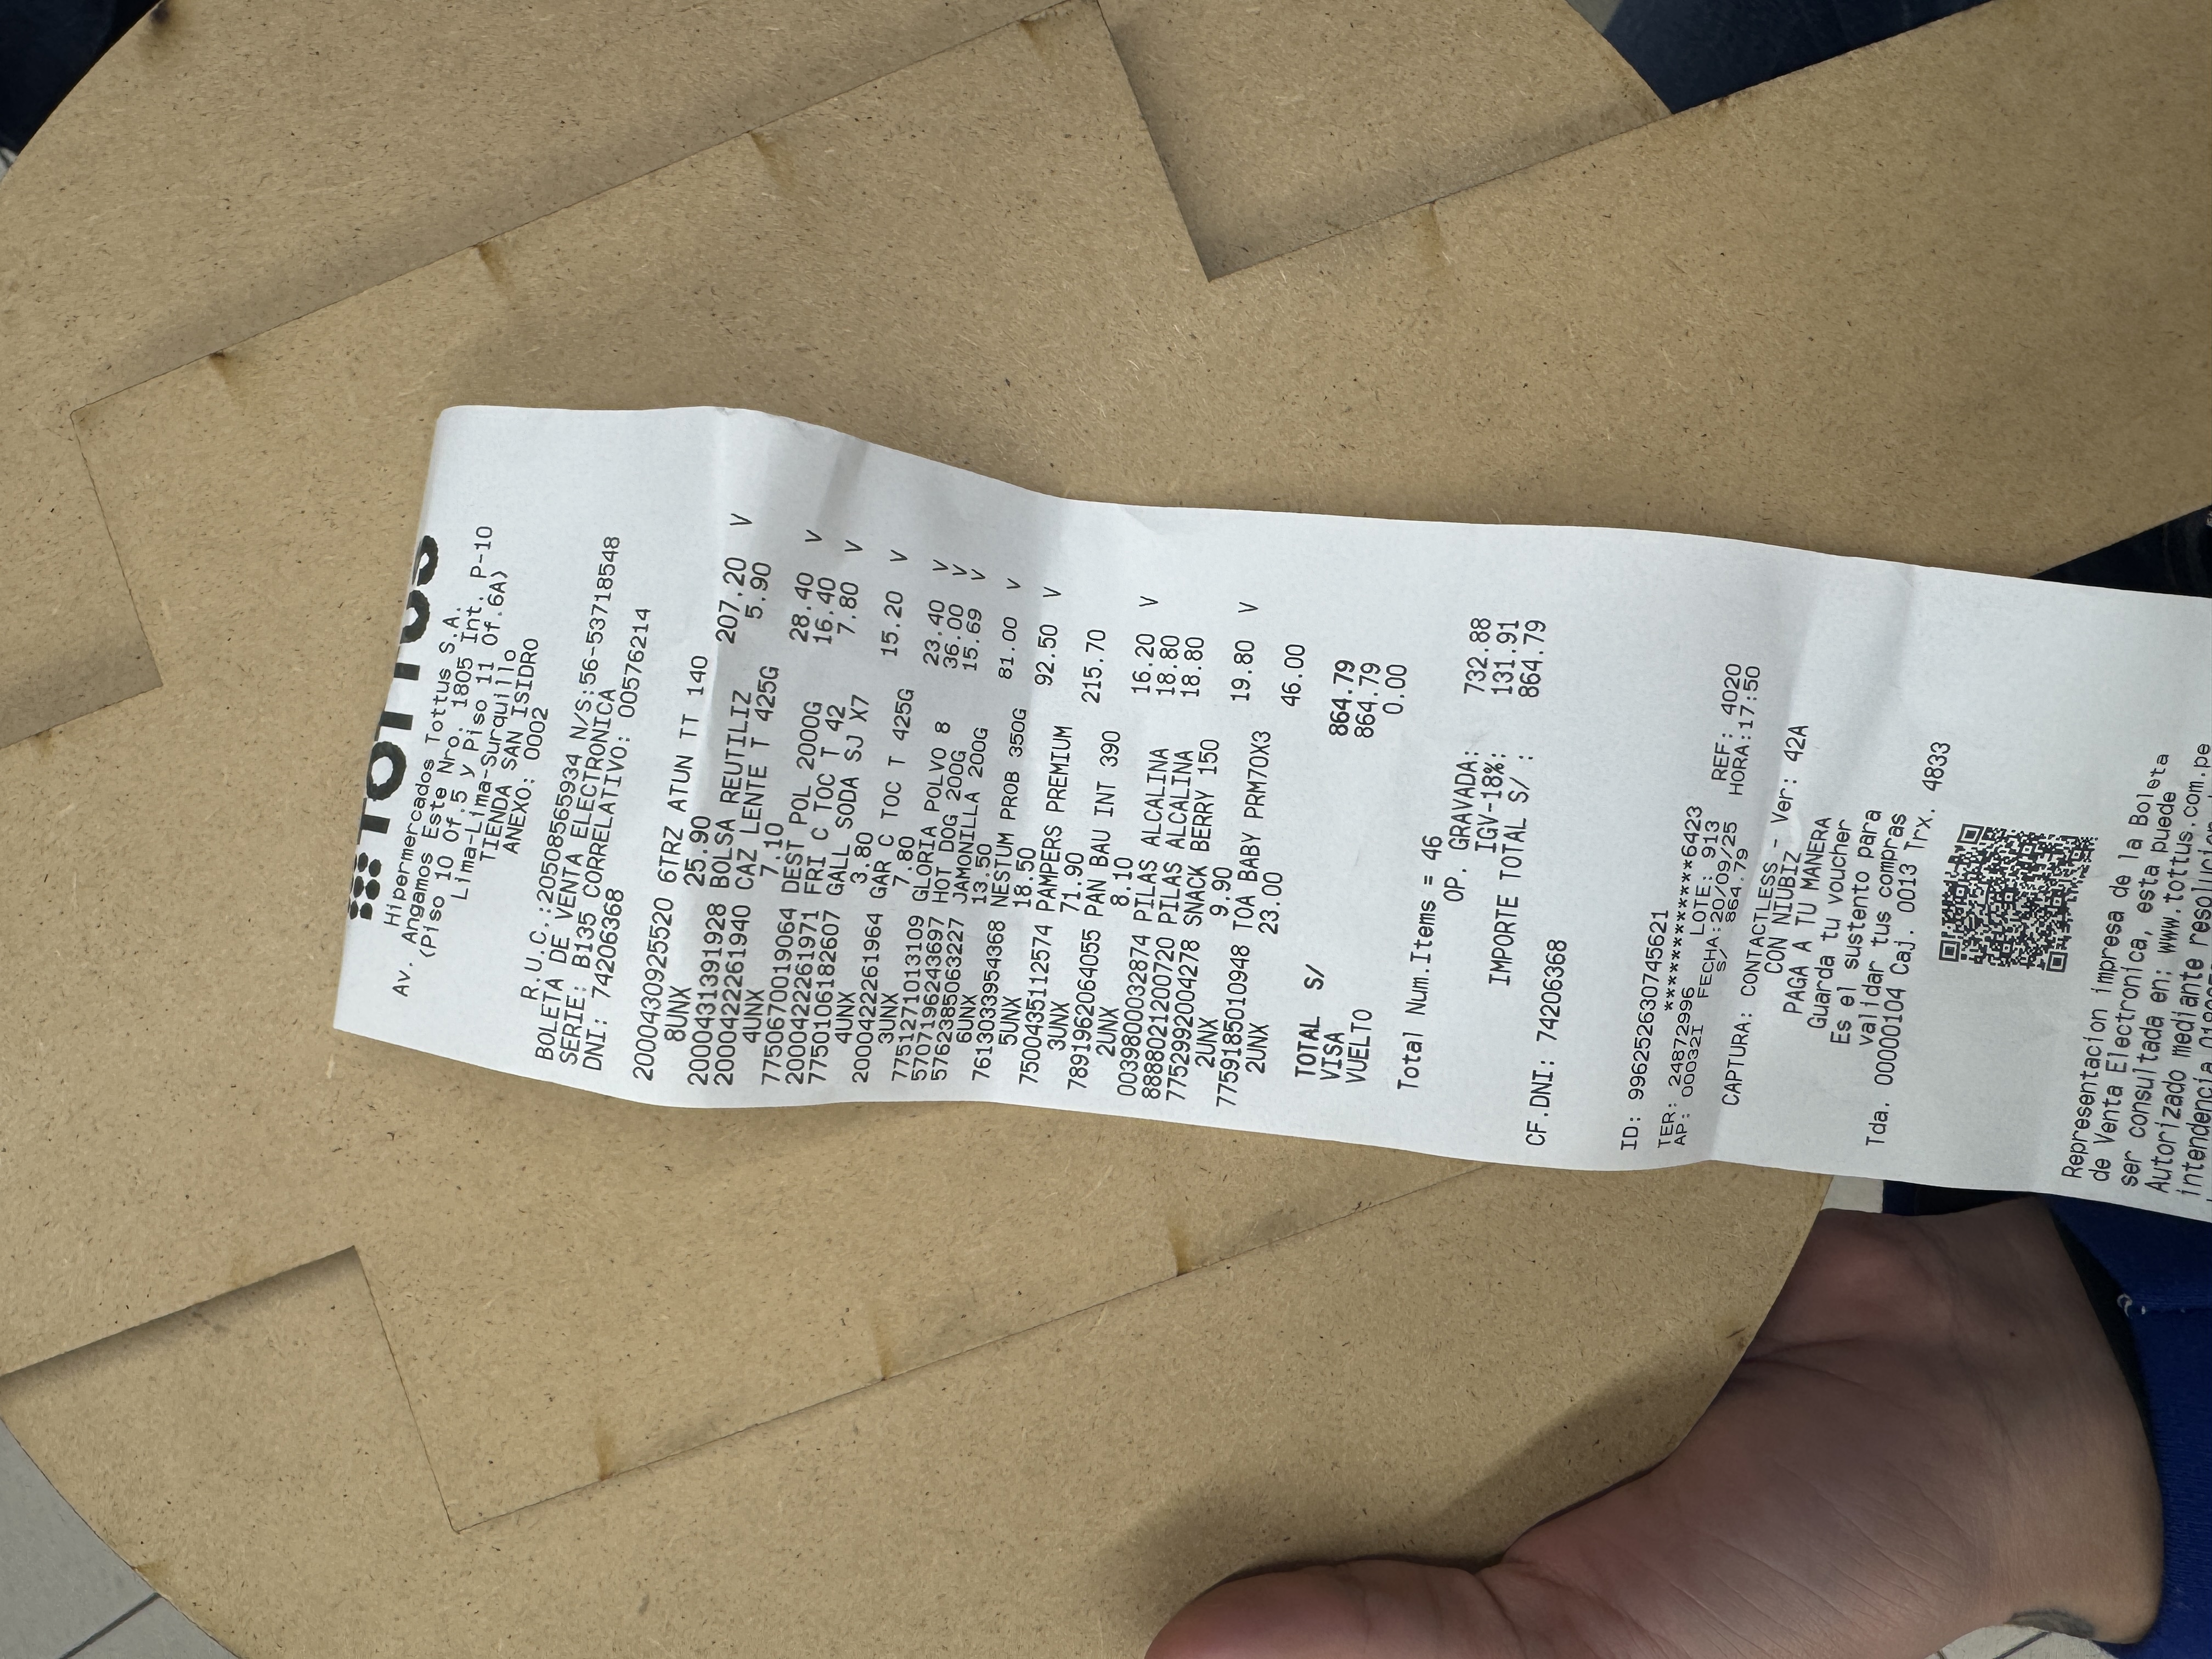 TOTTUS
Hipermercados Tottus S.A.
Av. Angamos Este Nro. 1805 Int. P-10
(Piso 10 Of.5 y Piso 11 Of.6A)
Lima-Lima-Surquillo
TIENDA SAN ISIDRO
ANEXO: 0002
R.U.C.:20508565934 N/S:56-53718548
BOLETA DE VENTA ELECTRONICA
SERIE: B135 CORRELATIVO: 00576214
DNI: 74206368
2000430925520 6TRZ ATUN TT 140
8UNX 25.90 207.20 V
2000431391928 BOLSA REUTILIZ 5.90
2000422261940 CAZ LENTE T 425G
4UNX 7.10 28.40 V
7750670019064 DEST POL 2000G 16.40
2000422261971 FRI C TOC T 42 7.80 V
7750106182607 GALL SODA SJ X7
4UNX 3.80 15.20 V
2000422261964 GAR C TOC T 425G
3UNX 7.80 23.40 V
7751271013109 GLORIA POLVO 8 36.00 V
5707196243697 HOT DOG 200G 15.69 V
5762385063227 JAMONILLA 200G
6UNX 13.50 81.00 V
7613033954368 NESTUM PROB 350G
5UNX 18.50 92.50 V
7500435112574 PAMPERS PREMIUM
3UNX 71.90 215.70
7891962064055 PAN BAU INT 390
2UNX 8.10 16.20 V
0039800032874 PILAS ALCALINA 18.80
8888021200720 PILAS ALCALINA 18.80
7752992004278 SNACK BERRY 150
2UNX 9.90 19.80 V
7759185010948 TOA BABY PRM70X3
2UNX 23.00 46.00
TOTAL S/ 864.79
VISA 864.79
VUELTO 0.00
Total Num.Items = 46
OP. GRAVADA: 732.88
IGV-18%: 131.91
IMPORTE TOTAL S/ : 864.79
CF.DNI: 74206368
ID: 996252630745621
************6423
TER: 24872996 LOTE: 913 REF: 4020
AP: 00032I FECHA:20/09/25 HORA:17:50
S/ 864.79
CAPTURA: CONTACTLESS - Ver: 42A
CON NIUBIZ
PAGA A TU MANERA
Guarda tu voucher
Es el sustento para
validar tus compras
Tda. 00000104 Caj. 0013 Trx. 4833
Representacion impresa de la Boleta
de Venta Electronica, esta puede
ser consultada en: www.tottus.com.pe
Autorizado mediante
intendencia